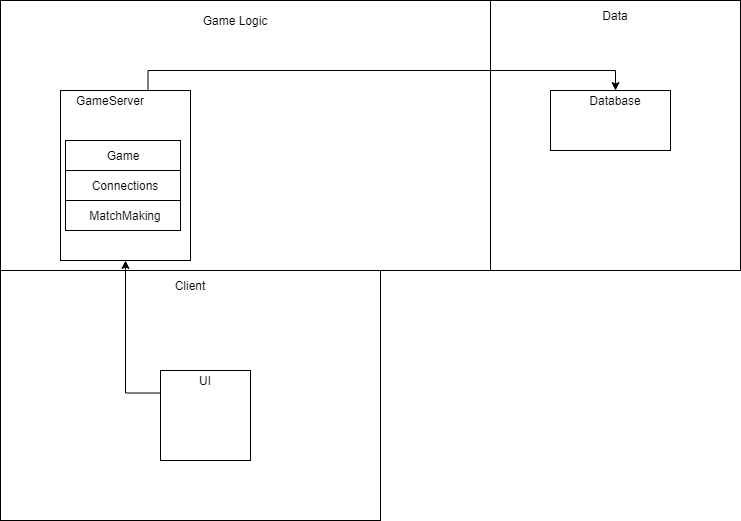 Game Logic
Data
GameServer
Database
Game
Connections
MatchMaking
Client
UI